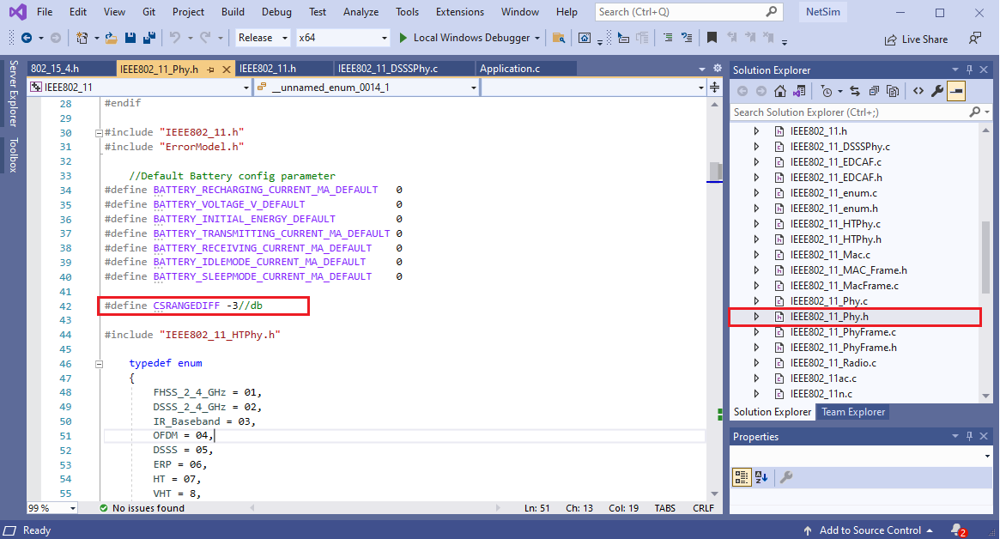 File Edit View Git Project Build Debug Test Analyze Tools Extensions Window Help Search (Ctrl+Q) NetSim
Release x64 Local Windows Debugger Live Share
Server Explorer
Toolbox
802_15_4.h IEEE802_11_Phy.h IEEE802_11.h IEEE802_11_DSSSPhy.c Application.c
IEEE802_11 __unnamed_enum_0014_1
28 #endif
29
30 #include "IEEE802_11.h"
31 #include "ErrorModel.h"
32
33 //Default Battery config parameter
34 #define BATTERY_RECHARGING_CURRENT_MA_DEFAULT 0
35 #define BATTERY_VOLTAGE_V_DEFAULT 0
36 #define BATTERY_INITIAL_ENERGY_DEFAULT 0
37 #define BATTERY_TRANSMITTING_CURRENT_MA_DEFAULT 0
38 #define BATTERY_RECEIVING_CURRENT_MA_DEFAULT 0
39 #define BATTERY_IDLEMODE_CURRENT_MA_DEFAULT 0
40 #define BATTERY_SLEEPMODE_CURRENT_MA_DEFAULT 0
41
42 #define CSRANGEDIFF -3//db
43
44 #include "IEEE802_11_HTPhy.h"
45
46 typedef enum
47 {
48 FHSS_2_4_GHz = 01,
49 DSSS_2_4_GHz = 02,
50 IR_Baseband = 03,
51 OFDM = 04,
52 DSSS = 05,
53 ERP = 06,
54 HT = 07,
55 VHT = 8,
99 % No issues found Ln: 51 Ch: 13 Col: 19 TABS CRLF
Solution Explorer
Search Solution Explorer (Ctrl+;)
IEEE802_11.h
IEEE802_11_DSSSPhy.c
IEEE802_11_EDCAF.c
IEEE802_11_EDCAF.h
IEEE802_11_enum.c
IEEE802_11_enum.h
IEEE802_11_HTPhy.c
IEEE802_11_HTPhy.h
IEEE802_11_Mac.c
IEEE802_11_MAC_Frame.h
IEEE802_11_MacFrame.c
IEEE802_11_Phy.c
IEEE802_11_Phy.h
IEEE802_11_PhyFrame.c
IEEE802_11_PhyFrame.h
IEEE802_11_Radio.c
IEEE802_11ac.c
IEEE802_11n.c
Solution Explorer Team Explorer
Properties
Ready Add to Source Control 2